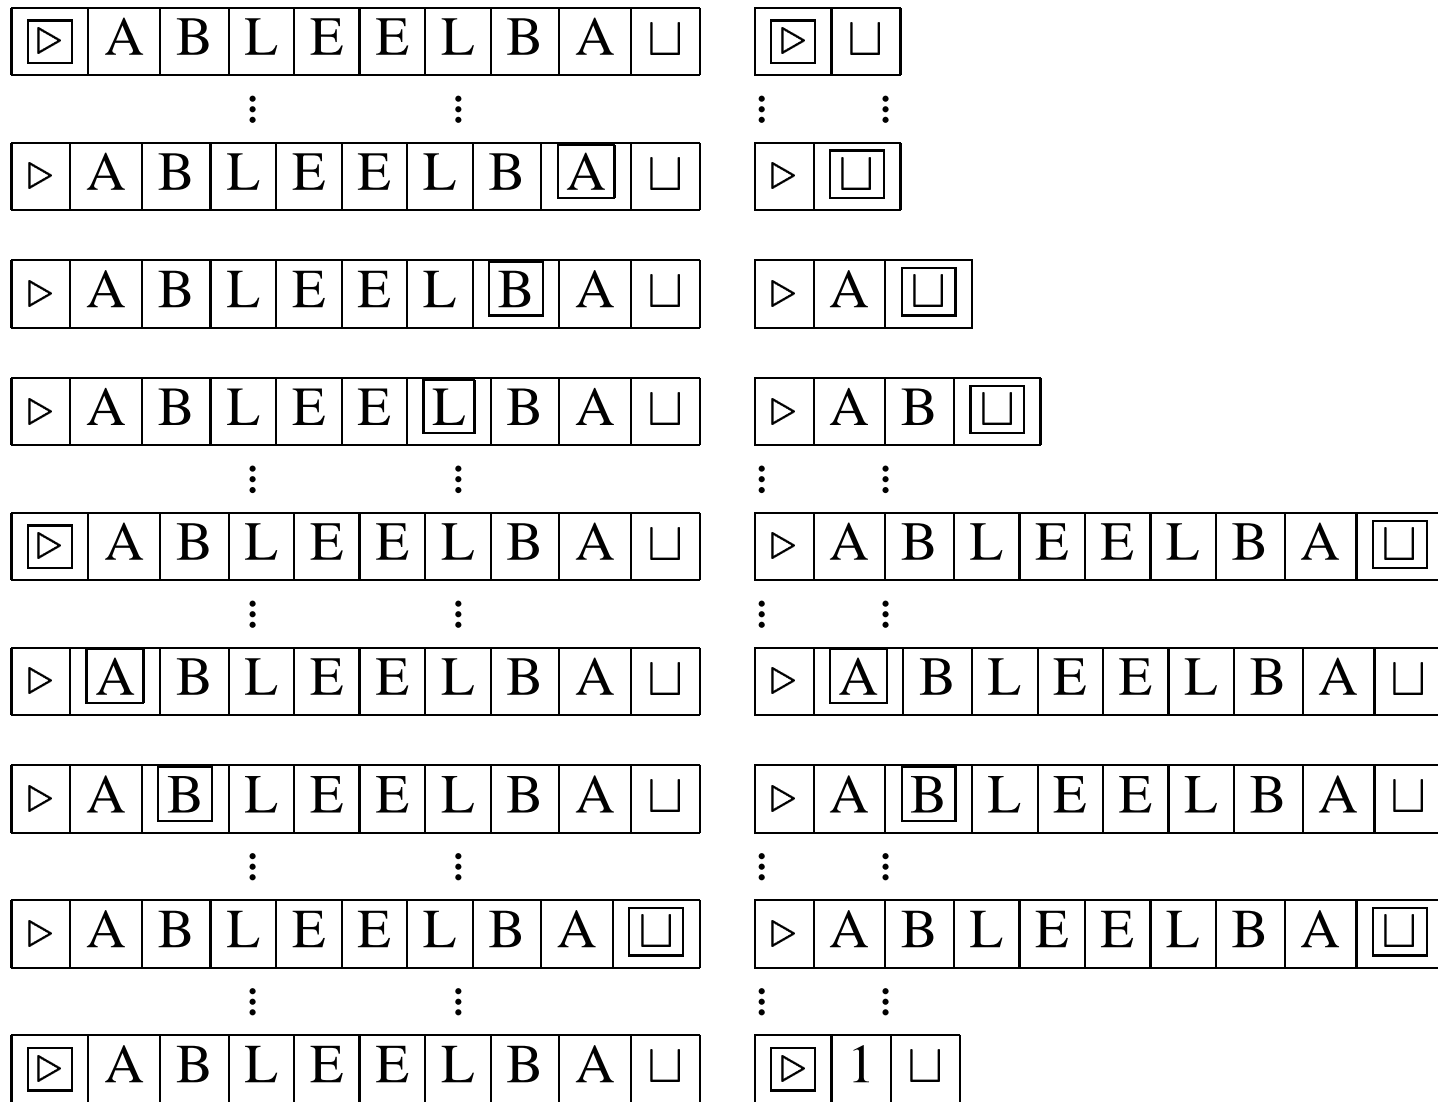 ▷ A B L E E L B A ⊔ ▷ ⊔
⋮ ⋮ ⋮ ⋮
▷ A B L E E L B A ⊔ ▷ ⊔
▷ A B L E E L B A ⊔ ▷ A ⊔
▷ A B L E E L B A ⊔ ▷ A B ⊔
⋮ ⋮ ⋮ ⋮
▷ A B L E E L B A ⊔ ▷ A B L E E L B A ⊔
⋮ ⋮ ⋮ ⋮
▷ A B L E E L B A ⊔ ▷ A B L E E L B A ⊔
▷ A B L E E L B A ⊔ ▷ A B L E E L B A ⊔
⋮ ⋮ ⋮ ⋮
▷ A B L E E L B A ⊔ ▷ A B L E E L B A ⊔
⋮ ⋮ ⋮ ⋮
▷ A B L E E L B A ⊔ ▷ 1 ⊔